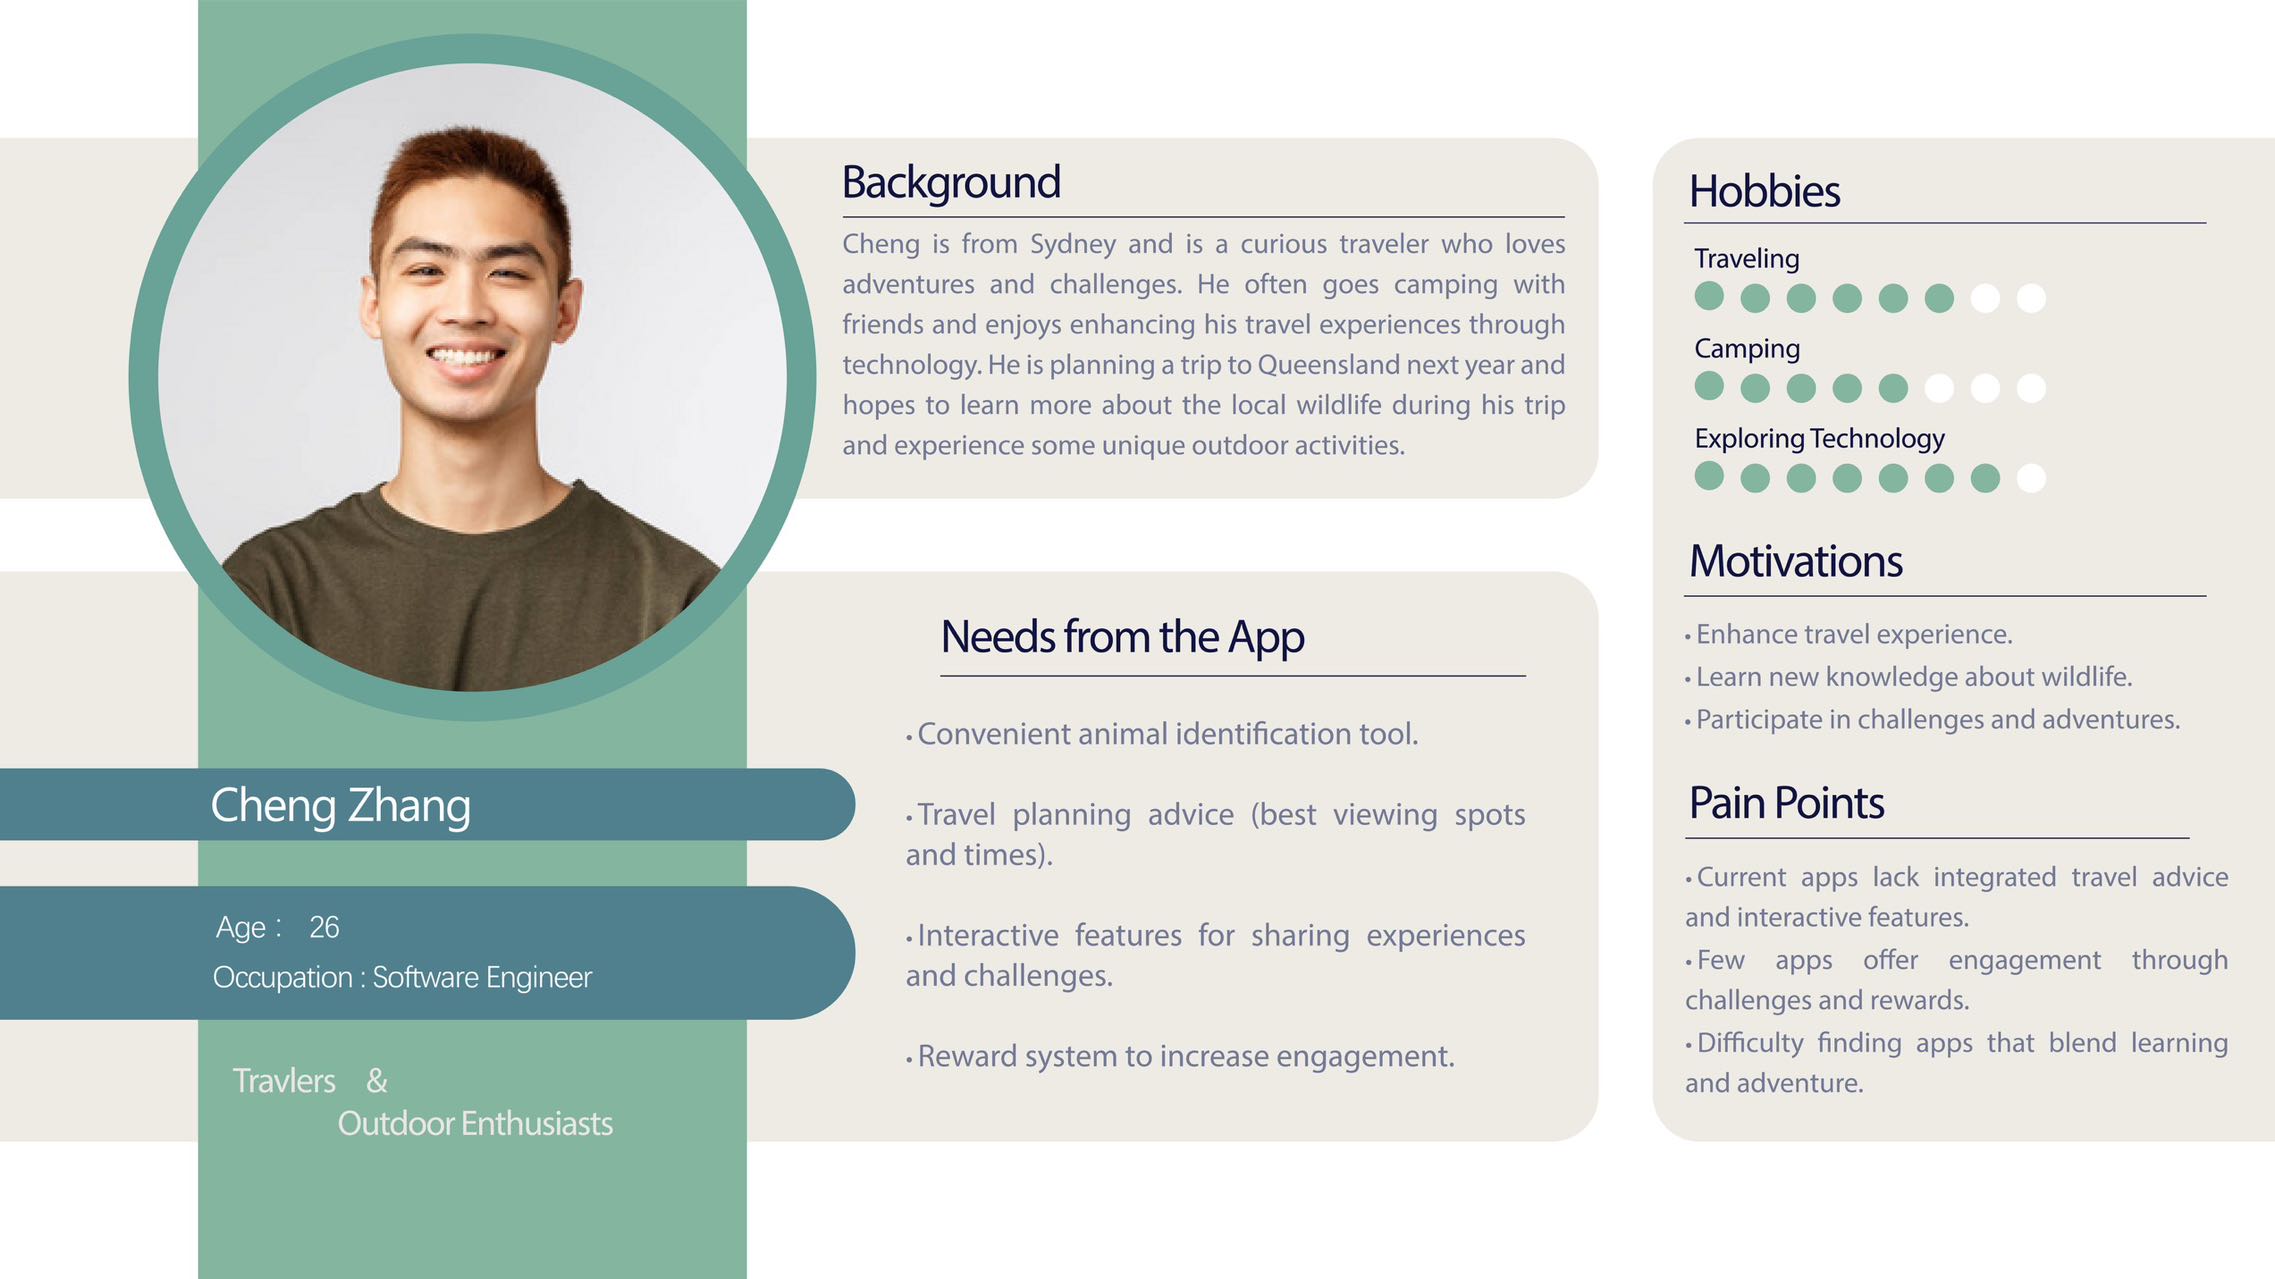 Cheng Zhang
Age :   26
Occupation : Software Engineer
Travlers   &
Outdoor Enthusiasts
Background
Cheng is from Sydney and is a curious traveler who loves
adventures and challenges. He often goes camping with
friends and enjoys enhancing his travel experiences through
technology. He is planning a trip to Queensland next year and
hopes to learn more about the local wildlife during his trip
and experience some unique outdoor activities.
Needs from the App
• Convenient animal identification tool.
• Travel planning advice (best viewing spots
and times).
• Interactive features for sharing experiences
and challenges.
• Reward system to increase engagement.
Hobbies
Traveling
Camping
Exploring Technology
Motivations
• Enhance travel experience.
• Learn new knowledge about wildlife.
• Participate in challenges and adventures.
Pain Points
• Current apps lack integrated travel advice
and interactive features.
• Few apps offer engagement through
challenges and rewards.
• Difficulty finding apps that blend learning
and adventure.